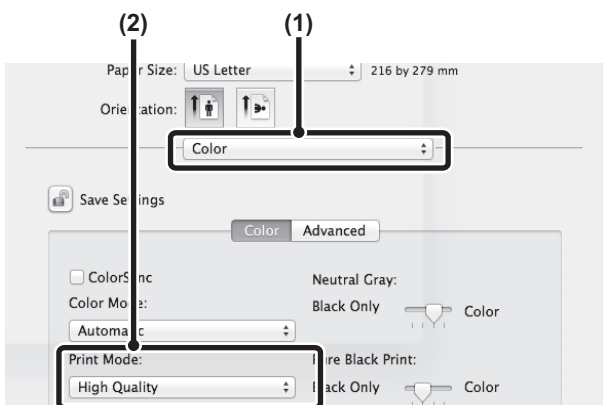 (2) (1)
Paper Size: US Letter 216 by 279 mm
Orientation:
Color
Save Settings
Color Advanced
ColorSync Neutral Gray:
Color Mode: Black Only Color
Automatic
Print Mode: Pure Black Print:
High Quality Black Only Color